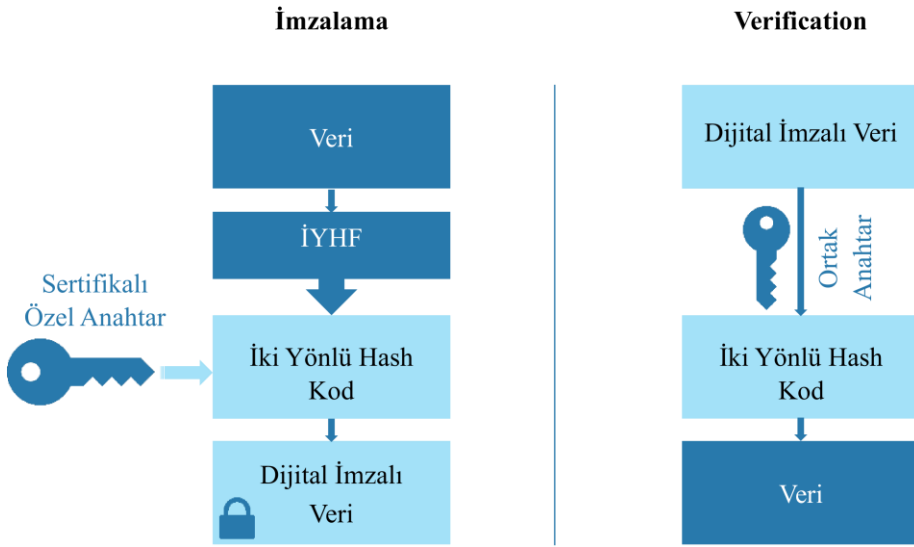 İmzalama
Veri
İYHF
Sertifikalı
Özel Anahtar
İki Yönlü Hash
Kod
Dijital İmzalı
Veri
Verification
Dijital İmzalı Veri
Ortak
Anahtar
İki Yönlü Hash
Kod
Veri